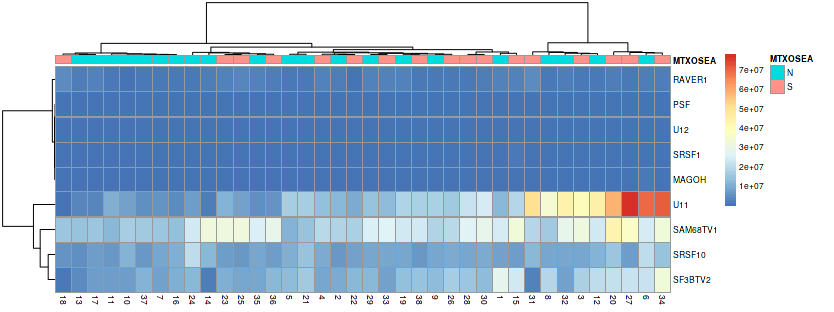 MTXOSEA
RAVER1
PSF
U12
SRSF1
MAGOH
U11
SAM68TV1
SRSF10
SF3BTV2
18 13 17 11 10 37 7 16 24 14 23 25 35 36 5 21 4 2 22 29 33 19 38 9 26 28 30 1 15 31 8 32 3 12 20 27 6 34
7e+07
6e+07
5e+07
4e+07
3e+07
2e+07
1e+07
MTXOSEA
N
S